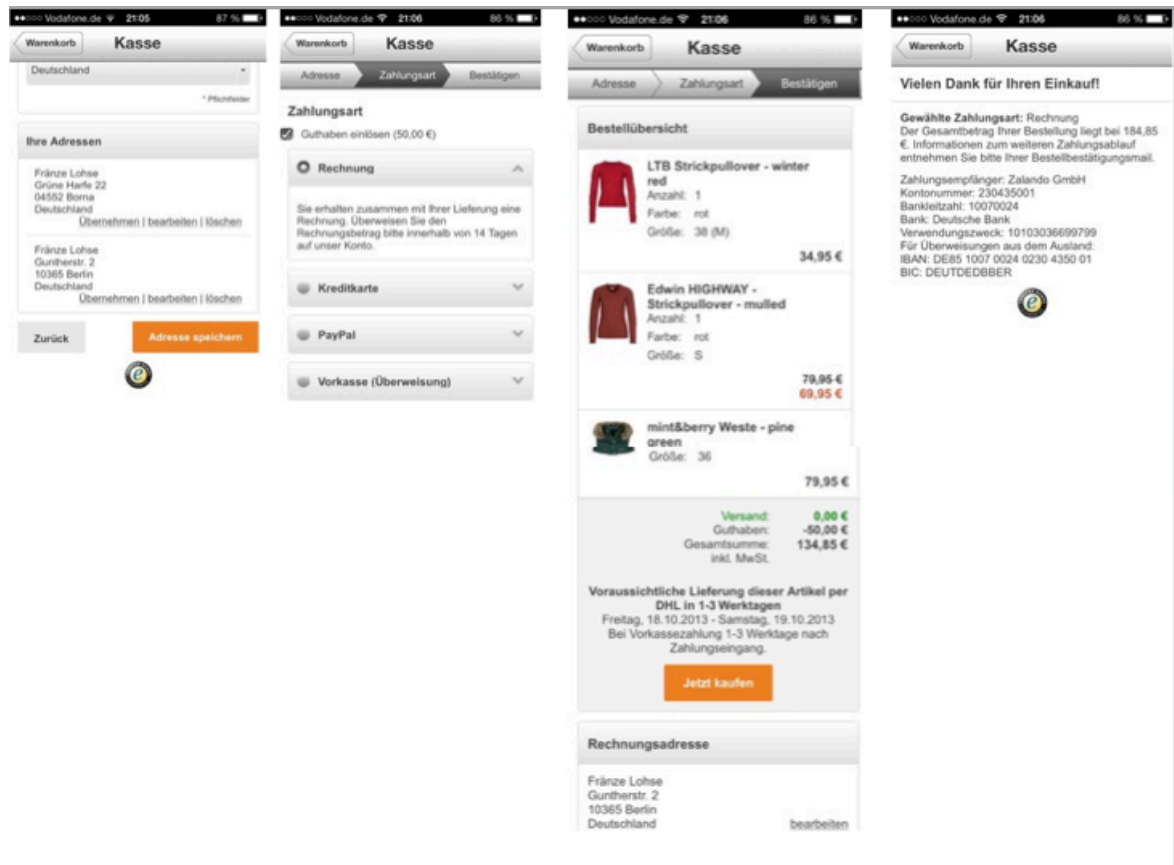 ●●○○○ Vodafone.de 21:05 87 %
Warenkorb Kasse
Deutschland
* Pflichtfelder
Ihre Adressen
Fränze Lohse
Grüne Harfe 22
04552 Borna
Deutschland
Übernehmen | bearbeiten | löschen
Fränze Lohse
Guntherstr. 2
10365 Berlin
Deutschland
Übernehmen | bearbeiten | löschen
Zurück Adresse speichern
●●○○○ Vodafone.de 21:06 86 %
Warenkorb Kasse
Adresse Zahlungsart Bestätigen
Zahlungsart
Guthaben einlösen (50,00 €)
Rechnung
Sie erhalten zusammen mit Ihrer Lieferung eine
Rechnung. Überweisen Sie den
Rechnungsbetrag bitte innerhalb von 14 Tagen
auf unser Konto.
Kreditkarte
PayPal
Vorkasse (Überweisung)
●●○○○ Vodafone.de 21:06 86 %
Warenkorb Kasse
Adresse Zahlungsart Bestätigen
Bestellübersicht
LTB Strickpullover - winter
red
Anzahl: 1
Farbe: rot
Größe: 38 (M)
34,95 €
Edwin HIGHWAY -
Strickpullover - mulled
Anzahl: 1
Farbe: rot
Größe: S
79,95 €
69,95 €
mint&berry Weste - pine
green
Größe: 36
79,95 €
Versand: 0,00 €
Guthaben: -50,00 €
Gesamtsumme: 134,85 €
inkl. MwSt.
Voraussichtliche Lieferung dieser Artikel per
DHL in 1-3 Werktagen
Freitag, 18.10.2013 - Samstag, 19.10.2013
Bei Vorkassezahlung 1-3 Werktage nach
Zahlungseingang.
Jetzt kaufen
Rechnungsadresse
Fränze Lohse
Guntherstr. 2
10365 Berlin
Deutschland bearbeiten
●●○○○ Vodafone.de 21:06 86 %
Warenkorb Kasse
Vielen Dank für Ihren Einkauf!
Gewählte Zahlungsart: Rechnung
Der Gesamtbetrag Ihrer Bestellung liegt bei 184,85
€. Informationen zum weiteren Zahlungsablauf
entnehmen Sie bitte Ihrer Bestellbestätigungsmail.
Zahlungsempfänger: Zalando GmbH
Kontonummer: 230435001
Bankleitzahl: 10070024
Bank: Deutsche Bank
Verwendungszweck: 10103036699799
Für Überweisungen aus dem Ausland:
IBAN: DE85 1007 0024 0230 4350 01
BIC: DEUTDEDBBER